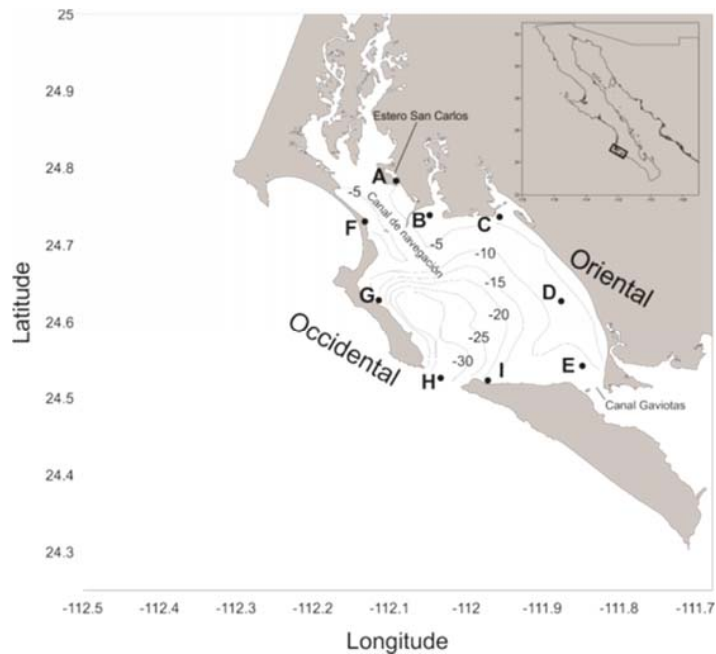 25
24.9
24.8
24.7
24.6
24.5
24.4
24.3
Latitude
Estero San Carlos
A
-5
Canal de navegación
B
C
F
-5
-10
-15
-20
-25
-30
G
D
Oriental
Occidental
H
I
E
Canal Gaviotas
-112.5
-112.4
-112.3
-112.2
-112.1
-112
-111.9
-111.8
-111.7
Longitude